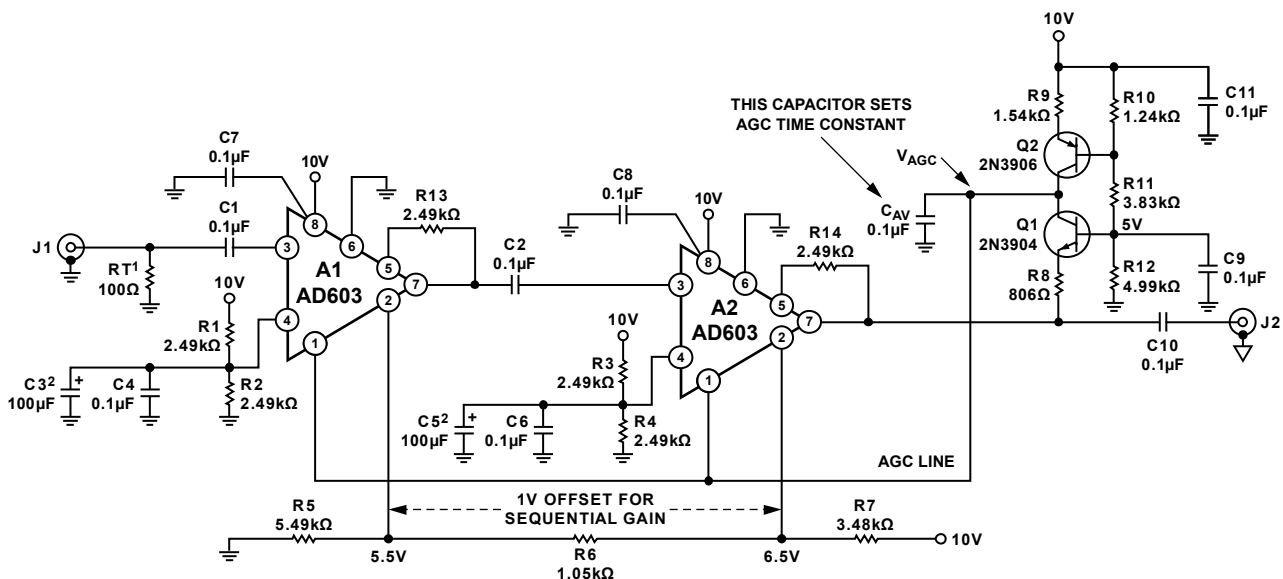 10V
R9
1.54kΩ
R10
1.24kΩ
C11
0.1µF
THIS CAPACITOR SETS
AGC TIME CONSTANT
Q2
2N3906
VAGC
C7
0.1µF
10V
R13
2.49kΩ
C8
0.1µF
10V
CAV
0.1µF
R11
3.83kΩ
Q1
2N3904
5V
R14
2.49kΩ
C1
0.1µF
C2
0.1µF
R8
806Ω
R12
4.99kΩ
C9
0.1µF
J1
RT¹
100Ω
3
8
6
5
7
2
4
1
A1
AD603
3
8
6
5
7
2
4
1
A2
AD603
C10
0.1µF
J2
10V
R1
2.49kΩ
10V
R3
2.49kΩ
C3²
100µF
+
C4
0.1µF
R2
2.49kΩ
C5²
100µF
+
C6
0.1µF
R4
2.49kΩ
AGC LINE
1V OFFSET FOR
SEQUENTIAL GAIN
R5
5.49kΩ
5.5V
R6
1.05kΩ
6.5V
R7
3.48kΩ
10V